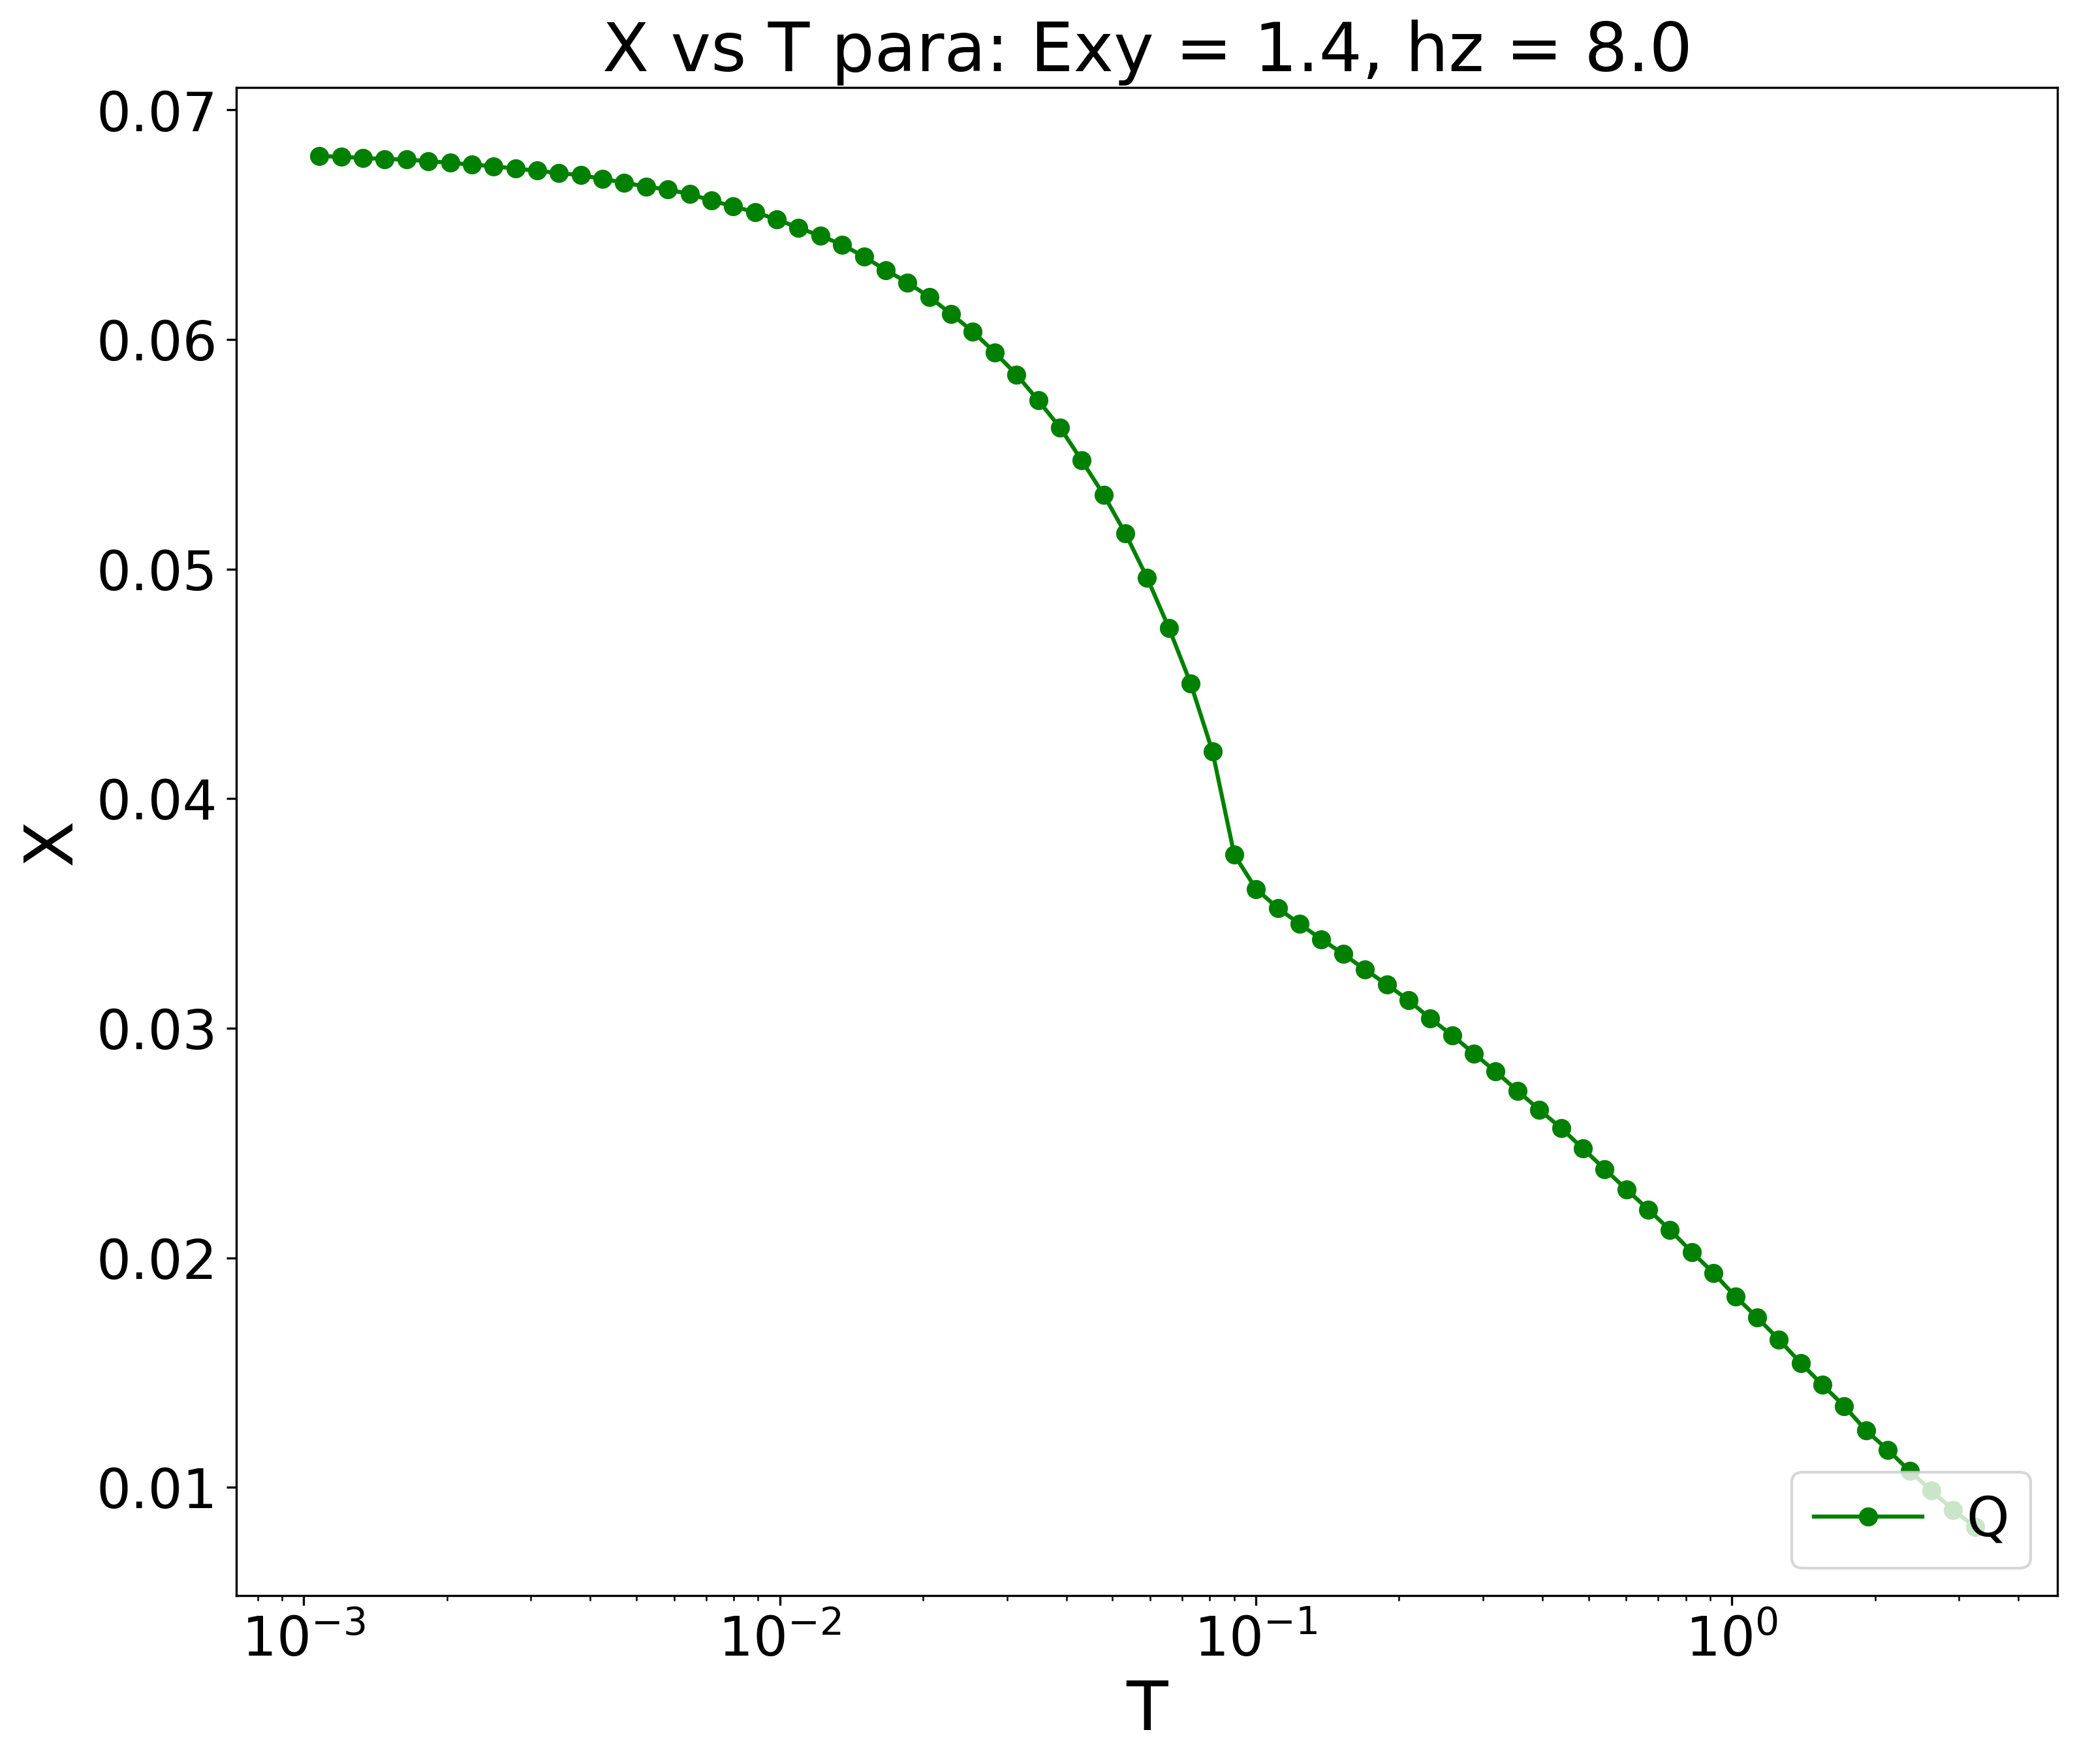 X vs T para: Exy = 1.4, hz = 8.0
0.07
0.06
0.05
0.04
0.03
0.02
0.01
X
Q
10⁻³ 10⁻² 10⁻¹ 10⁰
T